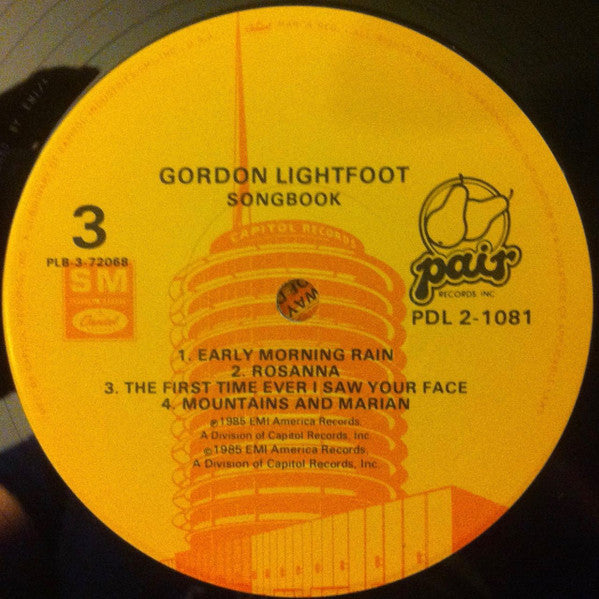 GORDON LIGHTFOOT
SONGBOOK
3
PLB-3-72068
SM
Capitol
CAPITOL RECORDS
pair
RECORDS INC
PDL 2-1081
1. EARLY MORNING RAIN
2. ROSANNA
3. THE FIRST TIME EVER I SAW YOUR FACE
4. MOUNTAINS AND MARIAN
℗1985 EMI America Records,
A Division of Capitol Records, Inc.
©1985 EMI America Records,
A Division of Capitol Records, Inc.